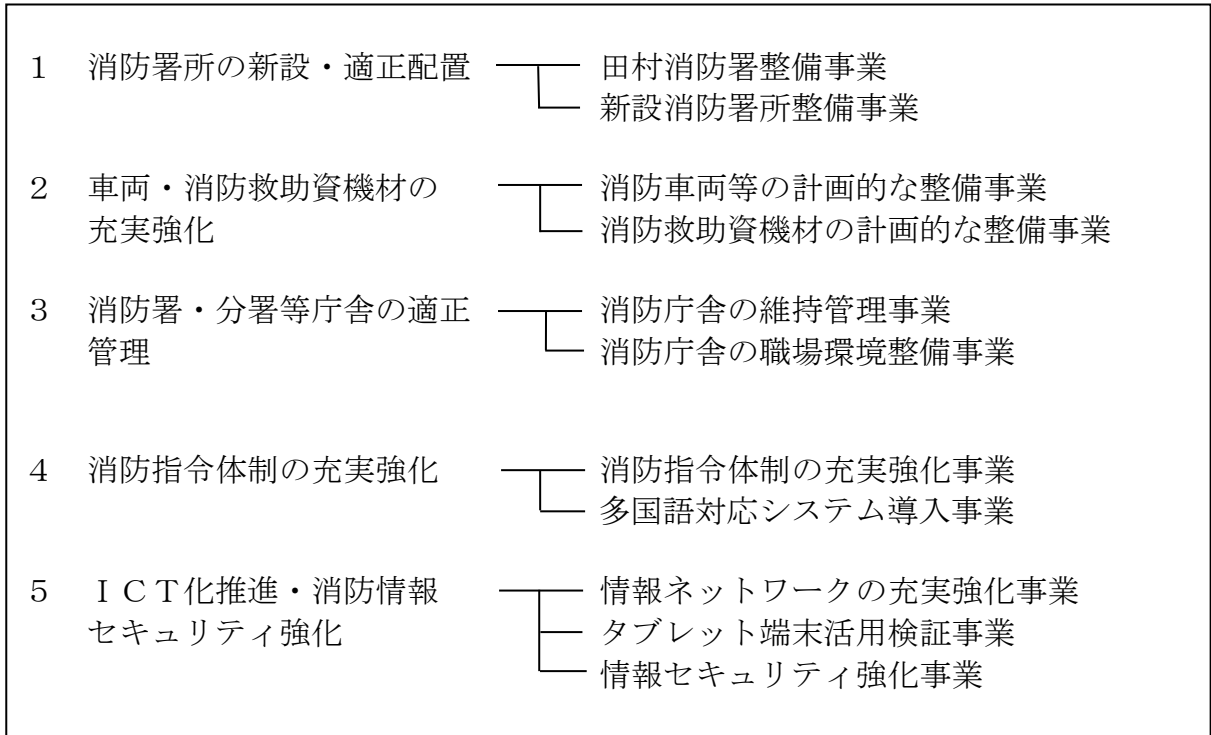 １　消防署所の新設・適正配置　田村消防署整備事業
新設消防署所整備事業
２　車両・消防救助資機材の　消防車両等の計画的な整備事業
充実強化　消防救助資機材の計画的な整備事業
３　消防署・分署等庁舎の適正　消防庁舎の維持管理事業
管理　消防庁舎の職場環境整備事業
４　消防指令体制の充実強化　消防指令体制の充実強化事業
多国語対応システム導入事業
５　ＩＣＴ化推進・消防情報　情報ネットワークの充実強化事業
セキュリティ強化　タブレット端末活用検証事業
情報セキュリティ強化事業